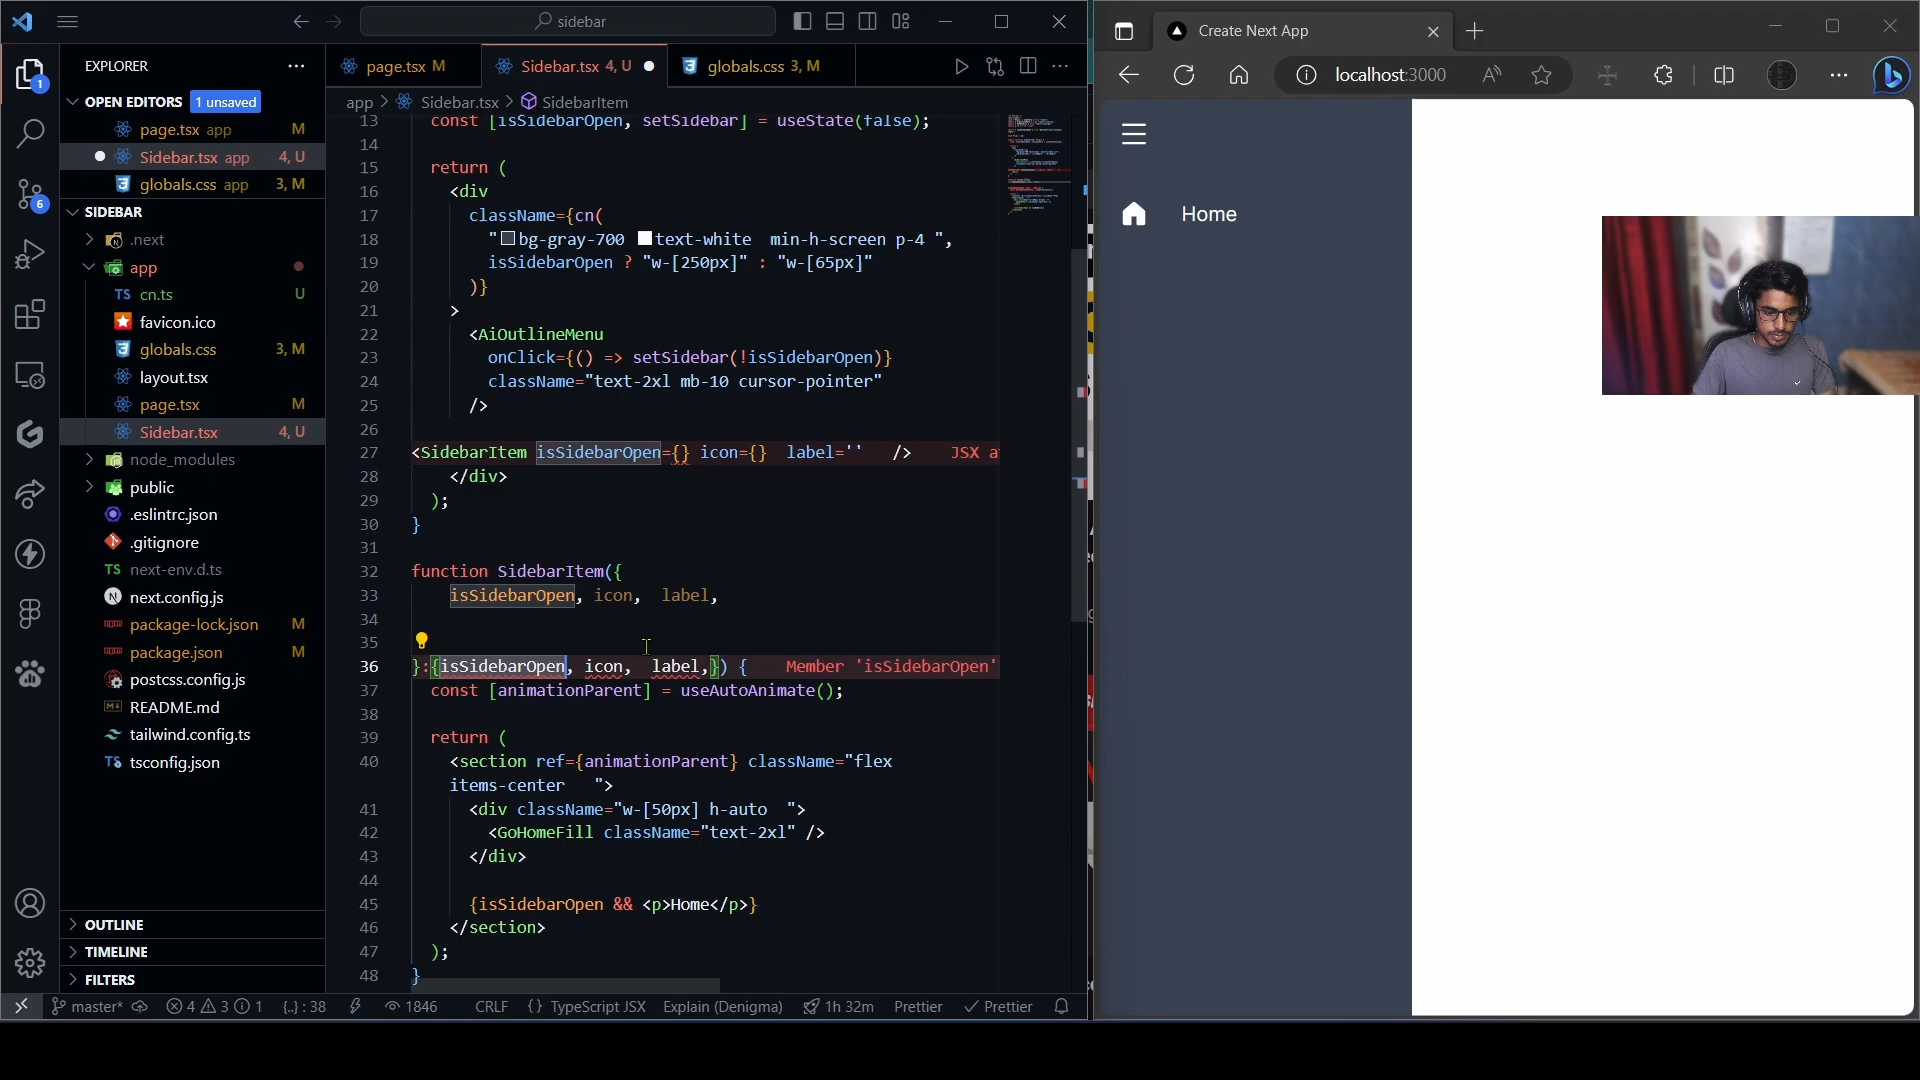 sidebar
EXPLORER
OPEN EDITORS 1 unsaved
page.tsx app M
Sidebar.tsx app 4, U
globals.css app 3, M
SIDEBAR
.next
app
TS cn.ts U
favicon.ico
globals.css 3, M
layout.tsx
page.tsx M
Sidebar.tsx 4, U
node_modules
public
.eslintrc.json
.gitignore
TS next-env.d.ts
next.config.js
package-lock.json M
package.json M
postcss.config.js
README.md
tailwind.config.ts
tsconfig.json
OUTLINE
TIMELINE
FILTERS
1
6
page.tsx M
Sidebar.tsx 4, U
globals.css 3, M
app > Sidebar.tsx > SidebarItem
13 const [isSidebarOpen, setSidebar] = useState(false);
14
15 return (
16 <div
17 className={cn(
18 "bg-gray-700 text-white  min-h-screen p-4 ",
19 isSidebarOpen ? "w-[250px]" : "w-[65px]"
20 )}
21 >
22 <AiOutlineMenu
23 onClick={() => setSidebar(!isSidebarOpen)}
24 className="text-2xl mb-10 cursor-pointer"
25 />
26
27 <SidebarItem isSidebarOpen={} icon={}  label=''   /> JSX a
28 </div>
29 );
30 }
31
32 function SidebarItem({
33 isSidebarOpen, icon,  label,
34
35
36 }:{isSidebarOpen, icon,  label,}) { Member 'isSidebarOpen'
37 const [animationParent] = useAutoAnimate();
38
39 return (
40 <section ref={animationParent} className="flex
items-center   ">
41 <div className="w-[50px] h-auto  ">
42 <GoHomeFill className="text-2xl" />
43 </div>
44
45 {isSidebarOpen && <p>Home</p>}
46 </section>
47 );
48 }
master* 4 3 1 {..} : 38 1846 CRLF {} TypeScript JSX Explain (Denigma) 1h 32m Prettier Prettier
Create Next App
localhost:3000
Home